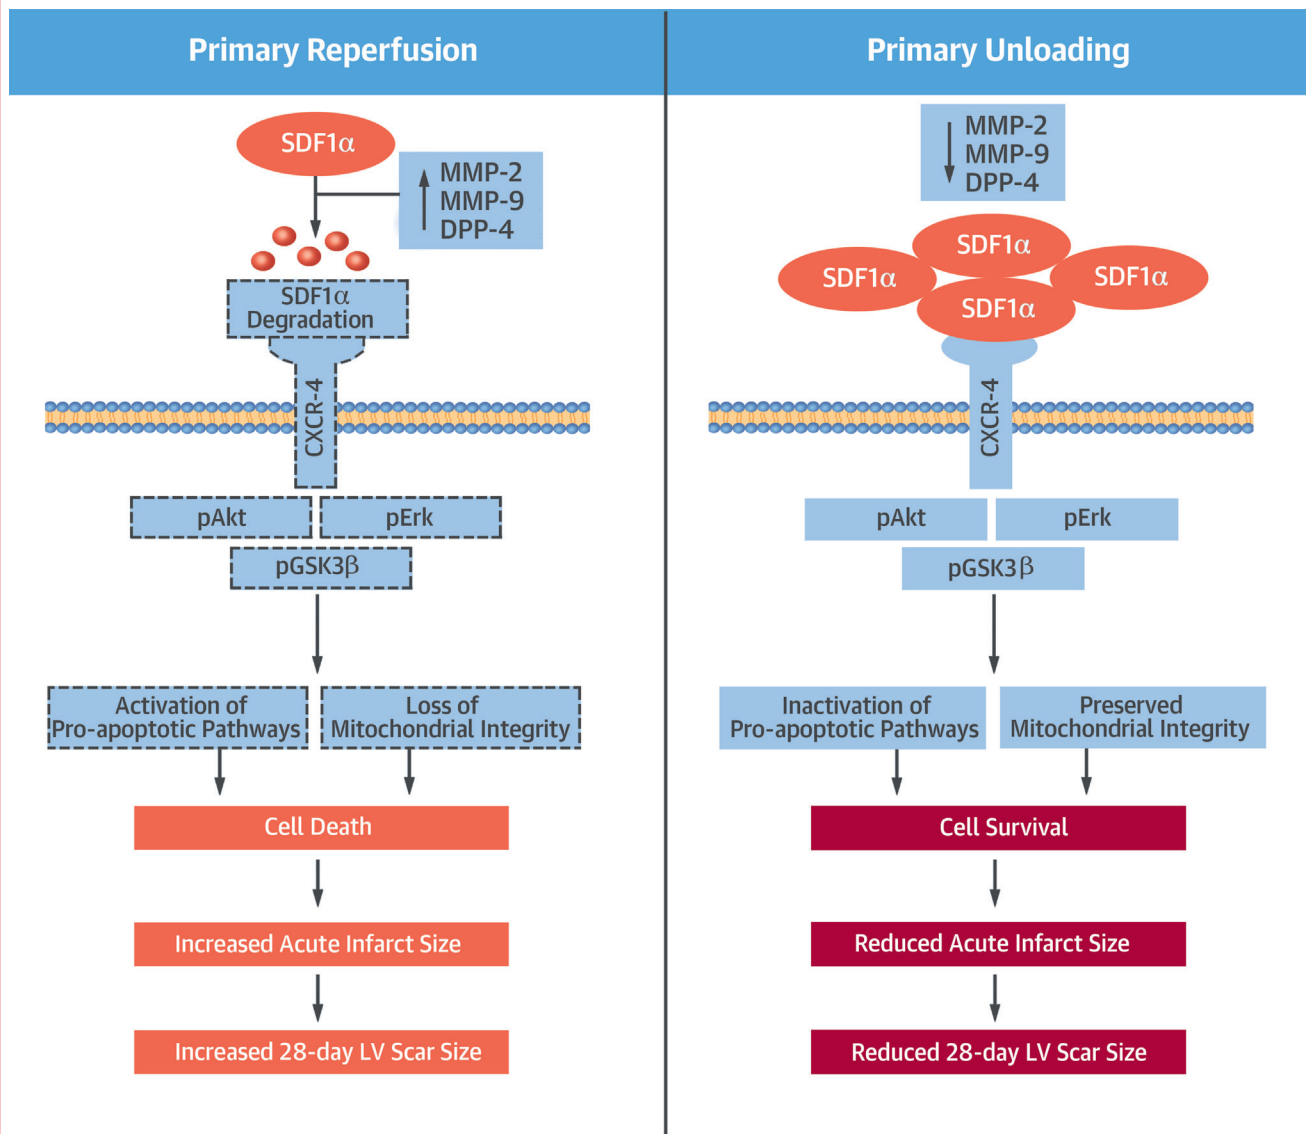 Primary Reperfusion
SDF1α
MMP-2
MMP-9
DPP-4
SDF1α
Degradation
CXCR-4
pAkt
pErk
pGSK3β
Activation of
Pro-apoptotic Pathways
Loss of
Mitochondrial Integrity
Cell Death
Increased Acute Infarct Size
Increased 28-day LV Scar Size
Primary Unloading
MMP-2
MMP-9
DPP-4
SDF1α
SDF1α
SDF1α
SDF1α
CXCR-4
pAkt
pErk
pGSK3β
Inactivation of
Pro-apoptotic Pathways
Preserved
Mitochondrial Integrity
Cell Survival
Reduced Acute Infarct Size
Reduced 28-day LV Scar Size